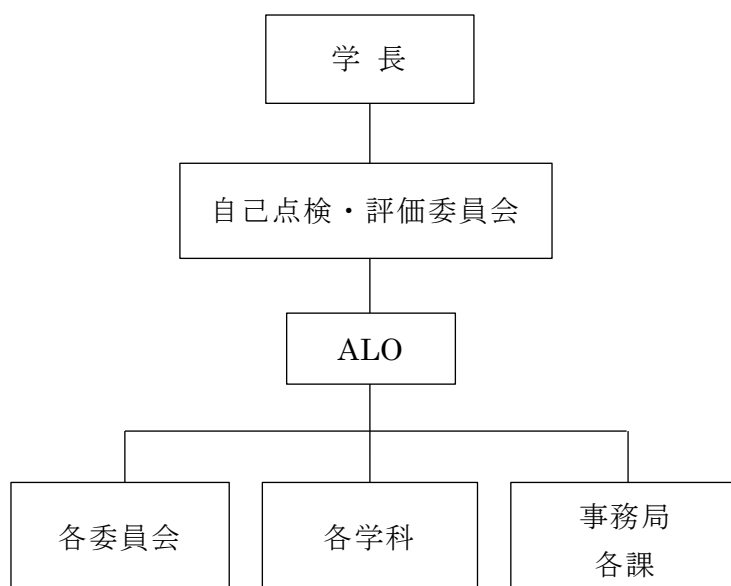 学 長
自己点検・評価委員会
ALO
各委員会
各学科
事務局
各課